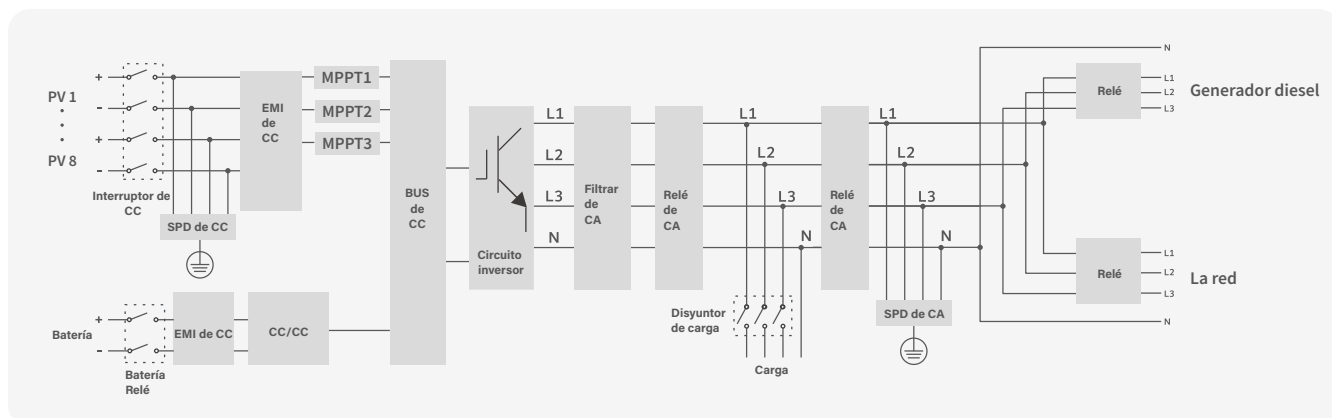 +
PV 1
-
+
PV 8
-
Interruptor de
CC
SPD de CC
EMI
de
CC
MPPT1
MPPT2
MPPT3
BUS
de
CC
+
Batería
-
Batería
Relé
EMI de CC
CC/CC
Circuito
inversor
L1
L2
L3
N
Filtrar
de
CA
Relé
de
CA
L1
L2
L3
N
Disyuntor
de carga
Carga
Relé
de
CA
L1
L2
L3
N
SPD de CA
N
Relé
L1
L2
L3
Generador diesel
Relé
L1
L2
L3
La red
N